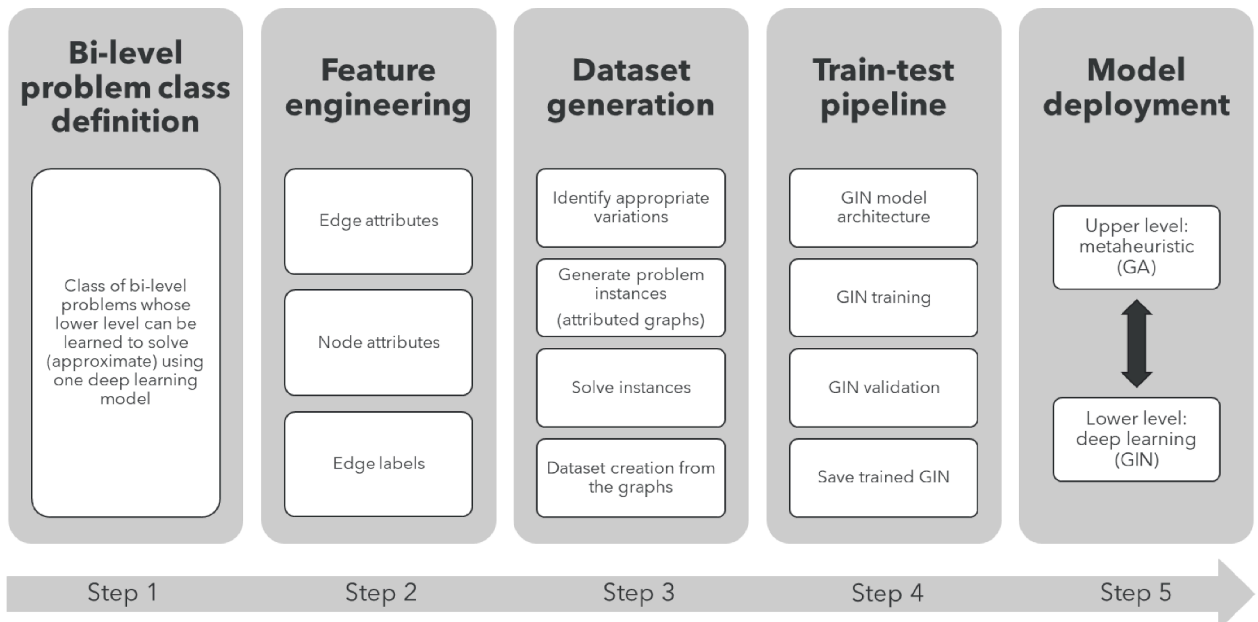 Bi-level
problem class
definition
Class of bi-level
problems whose
lower level can be
learned to solve
(approximate) using
one deep learning
model
Feature
engineering
Edge attributes
Node attributes
Edge labels
Dataset
generation
Identify appropriate
variations
Generate problem
instances
(attributed graphs)
Solve instances
Dataset creation from
the graphs
Train-test
pipeline
GIN model
architecture
GIN training
GIN validation
Save trained GIN
Model
deployment
Upper level:
metaheuristic
(GA)
Lower level:
deep learning
(GIN)
Step 1
Step 2
Step 3
Step 4
Step 5